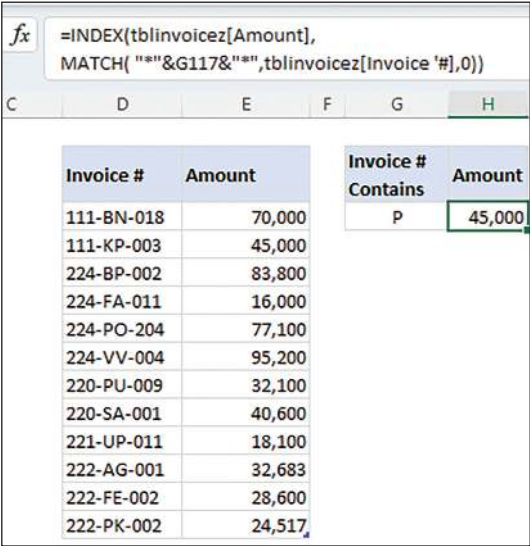 fx
=INDEX(tblinvoicez[Amount],
MATCH( "*"&G117&"*",tblinvoicez[Invoice '#],0))
C D E F G H
Invoice # Amount
Invoice #
Contains Amount
P 45,000
111-BN-018 70,000
111-KP-003 45,000
224-BP-002 83,800
224-FA-011 16,000
224-PO-204 77,100
224-VV-004 95,200
220-PU-009 32,100
220-SA-001 40,600
221-UP-011 18,100
222-AG-001 32,683
222-FE-002 28,600
222-PK-002 24,517